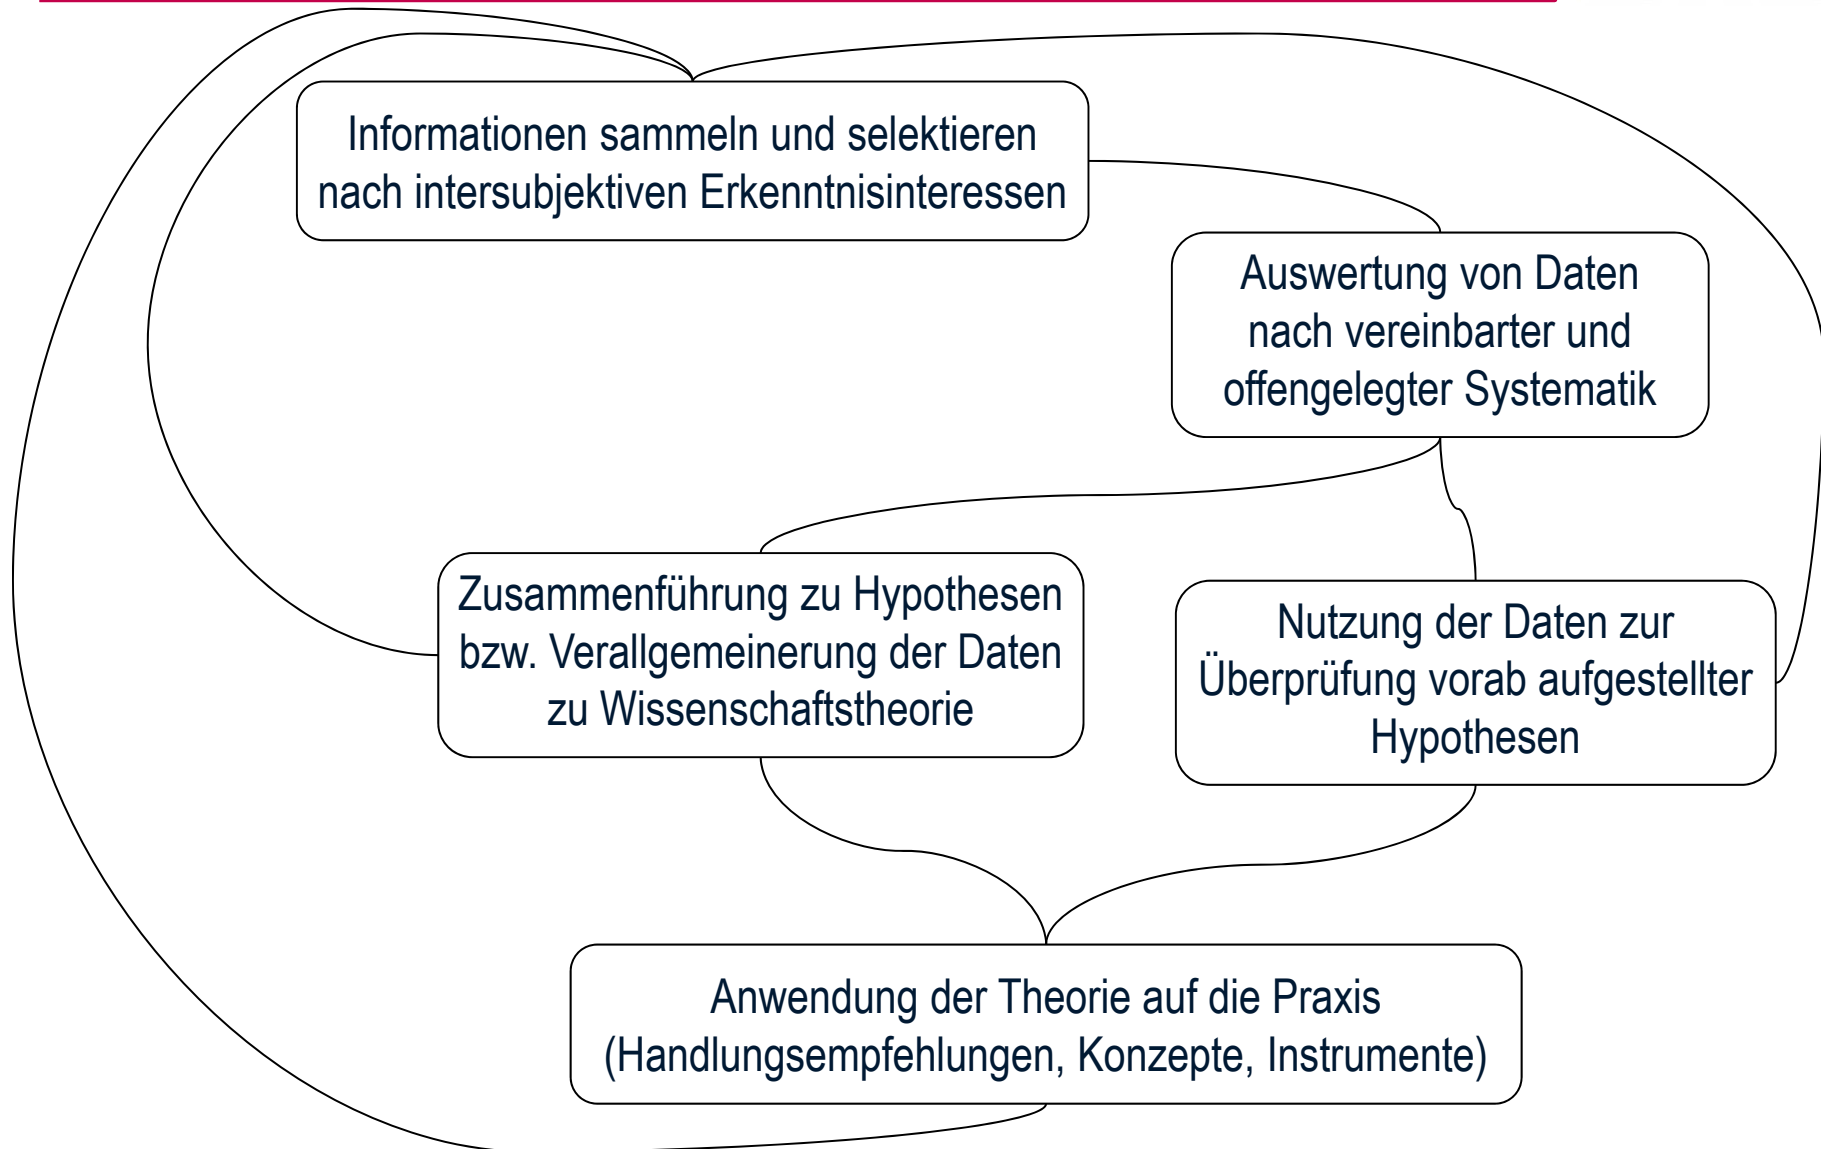 Informationen sammeln und selektieren
nach intersubjektiven Erkenntnisinteressen
Auswertung von Daten
nach vereinbarter und
offengelegter Systematik
Zusammenführung zu Hypothesen
bzw. Verallgemeinerung der Daten
zu Wissenschaftstheorie
Nutzung der Daten zur
Überprüfung vorab aufgestellter
Hypothesen
Anwendung der Theorie auf die Praxis
(Handlungsempfehlungen, Konzepte, Instrumente)